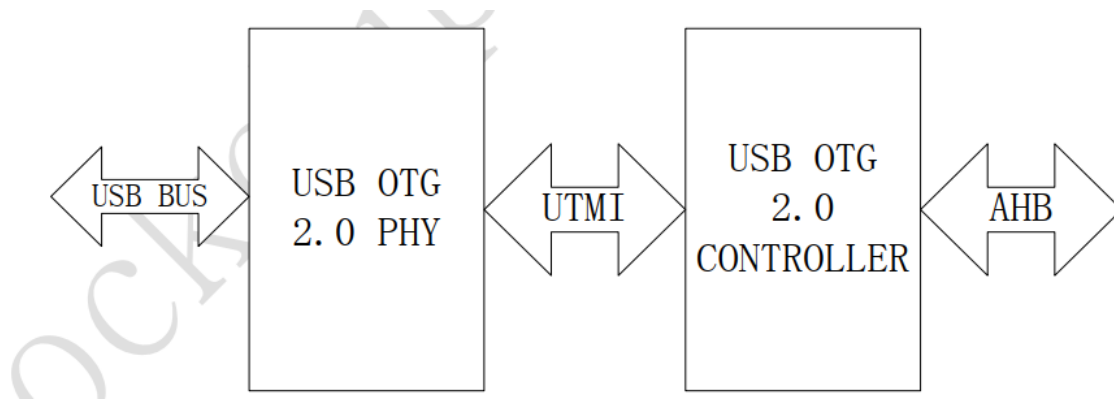 USB BUS
USB OTG
2.0 PHY
UTMI
USB OTG
2.0
CONTROLLER
AHB